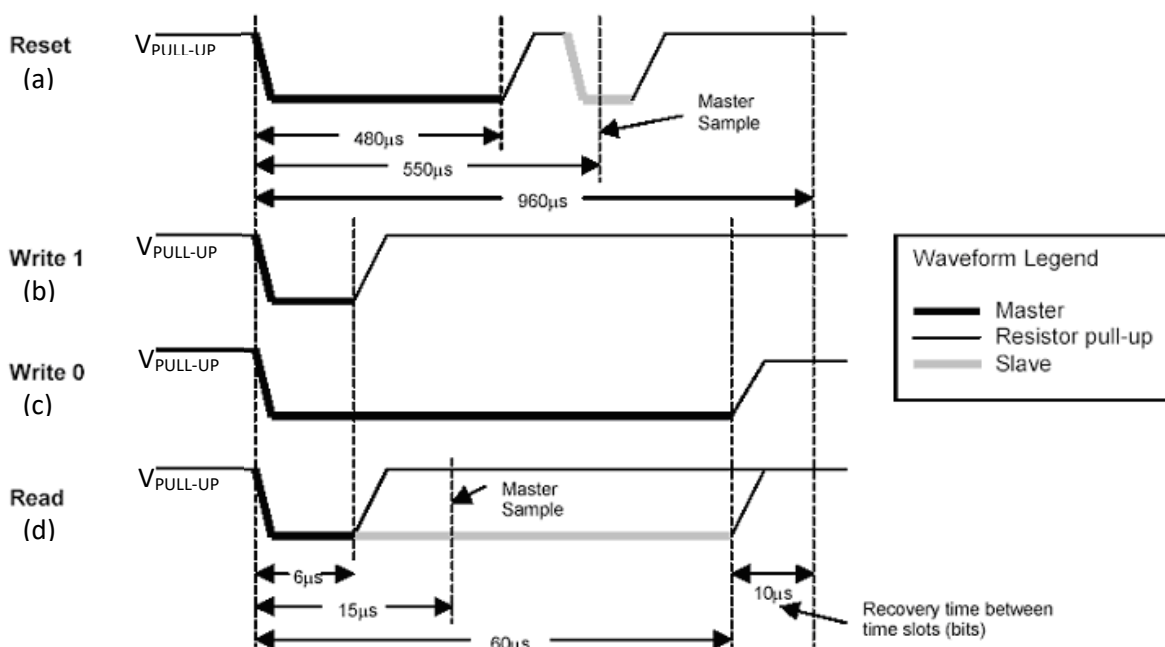 Reset
(a)
VPULL-UP
480µs
550µs
960µs
Master
Sample
Write 1
(b)
VPULL-UP
Write 0
(c)
VPULL-UP
Read
(d)
VPULL-UP
Master
Sample
6µs
15µs
60µs
10µs
Recovery time between
time slots (bits)
Waveform Legend
Master
Resistor pull-up
Slave